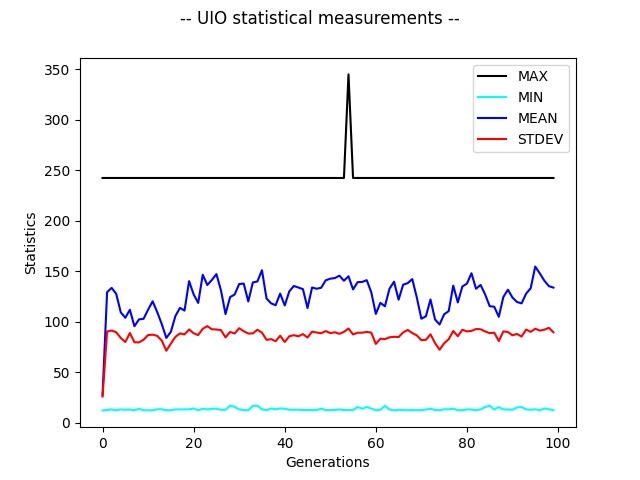 -- UIO statistical measurements --
350
300
250
200
150
100
50
0
Statistics
MAX
MIN
MEAN
STDEV
0 20 40 60 80 100
Generations